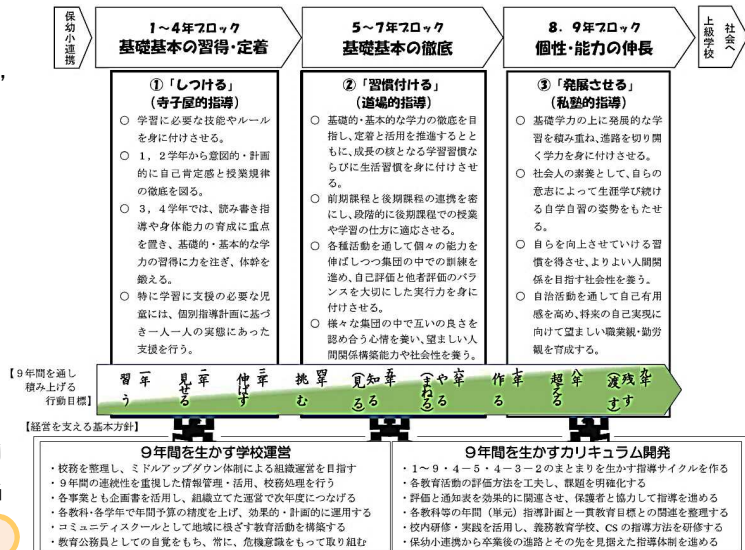 保幼小連携
1～4年ブロック
基礎基本の習得・定着
5～7年ブロック
基礎基本の徹底
8．9年ブロック
個性・能力の伸長
上級学校
社会へ
①「しつける」
（寺子屋的指導）
○ 学習に必要な技能やルール
を身に付けさせる。
○ 1，2学年から意図的・計画
的に自己肯定感と授業規律
の徹底を図る。
○ 3，4学年では、読み書き指
導や身体能力の育成に重点
を置き、基礎的・基本的な学
力の習得に力を注ぎ、体幹を
鍛える。
○ 特に学習に支援の必要な児
童には、個別指導計画に基づ
き一人一人の実態にあった
支援を行う。
②「習慣付ける」
（道場的指導）
○ 基礎的・基本的な学力の徹底を目
指し、定着と活用を推進するとと
もに、成長の核となる学習習慣な
らびに生活習慣を身に付けさせ
る。
○ 前期課程と後期課程の連携を密
にし、段階的に後期課程での授業
や学習の仕方に適応させる。
○ 各種活動を通して個々の能力を
伸ばしつつ集団の中での訓練を
進め、自己評価と他者評価のバラ
ンスを大切にした実行力を身に
付けさせる。
○ 様々な集団の中で互いの良さを
認め合う心情を養い、望ましい人
間関係構築能力や社会性を養う。
③「発展させる」
（私塾的指導）
○ 基礎学力の上に発展的な学
習を積み重ね、進路を切り開
く学力を身に付けさせる。
○ 社会人の素養として、自らの
意志によって生涯学び続け
る自学自習の姿勢をもたせ
る。
○ 自らを向上させていける習慣
を得させ、よりよい人間関
係を目指す社会性を養う。
○ 自治活動を通して自己有用
感を高め、将来の自己実現に
向けて望ましい職業観・勤労
観を育成する。
【9年間を通し
積み上げる
行動目標】
一年
習う
二年
見せる
三年
伸ばす
四年
挑む
五年
知る
（見る）
六年
やる
（まねる）
七年
作る
八年
超える
九年
残す
（渡す）
【経営を支える基本方針】
9年間を生かす学校運営
・校務を整理し、ミドルアップダウン体制による組織運営を目指す
・9年間の連続性を重視した情報管理・活用、校務処理を行う
・各事業とも企画書を活用し、組織立てた運営で次年度につなげる
・各教科・各学年で年間予算の精度を上げ、効果的・計画的に運用する
・コミュニティスクールとして地域に根ざす教育活動を構築する
・教育公務員としての自覚をもち、常に、危機意識をもって取り組む
9年間を生かすカリキュラム開発
・1～9・4－5・4－3－2のまとまりを生かす指導サイクルを作る
・各教育活動の評価方法を工夫し、課題を明確化する
・評価と通知表を効果的に関連させ、保護者と協力して指導を進める
・各教科等の年間（単元）指導計画と一貫教育目標との関連を整理する
・校内研修・実践を活用し、義務教育学校、CSの指導方法を研修する
・保幼小連携から卒業後の進路とその先を見据えた指導体制を進める